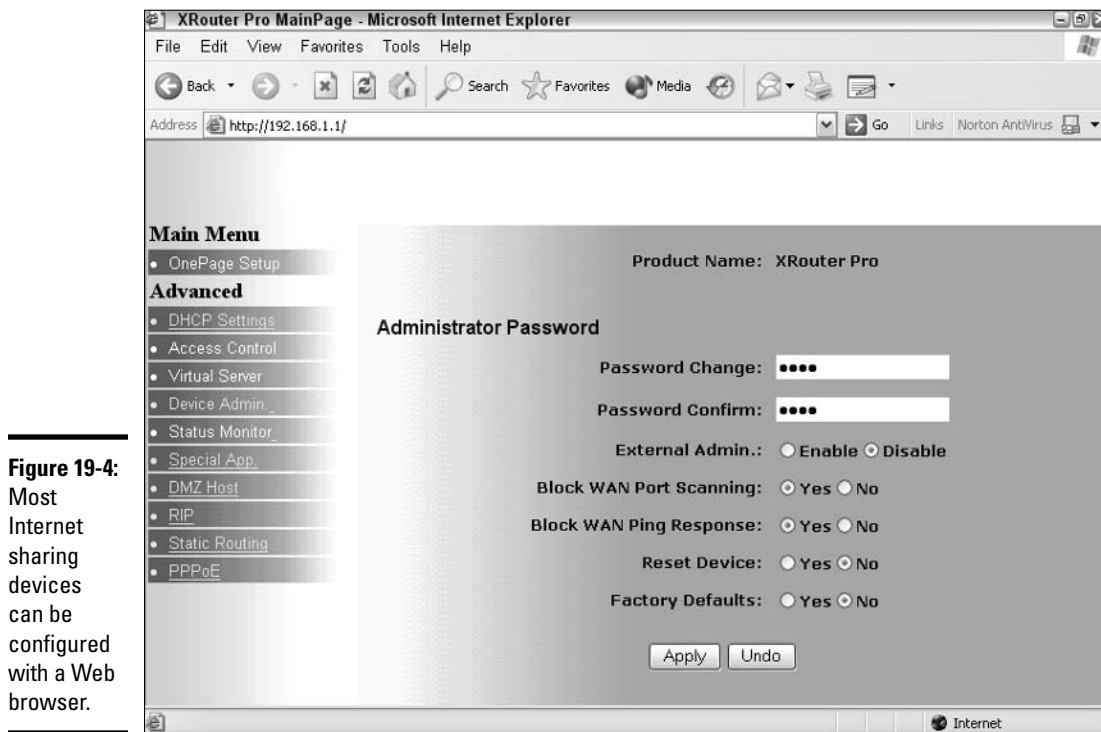 XRouter Pro MainPage - Microsoft Internet Explorer
File Edit View Favorites Tools Help
Back Search Favorites Media
Address http://192.168.1.1/ Go Links Norton AntiVirus
Main Menu
OnePage Setup
Advanced
DHCP Settings
Access Control
Virtual Server
Device Admin.
Status Monitor
Special App.
DMZ Host
RIP
Static Routing
PPPoE
Product Name: XRouter Pro
Administrator Password
Password Change: ••••
Password Confirm: ••••
External Admin.: Enable Disable
Block WAN Port Scanning: Yes No
Block WAN Ping Response: Yes No
Reset Device: Yes No
Factory Defaults: Yes No
Apply Undo
Internet
Figure 19-4:
Most
Internet
sharing
devices
can be
configured
with a Web
browser.